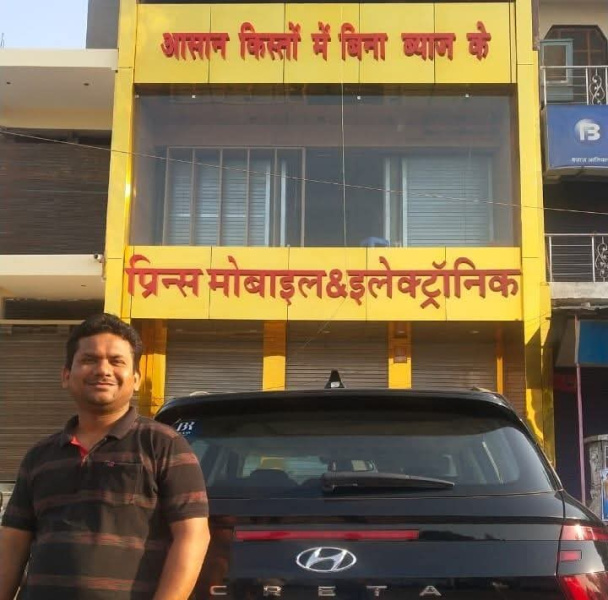 आसान किस्तों में बिना ब्याज के
प्रिन्स मोबाइल&इलेक्ट्रॉनिक
CRETA